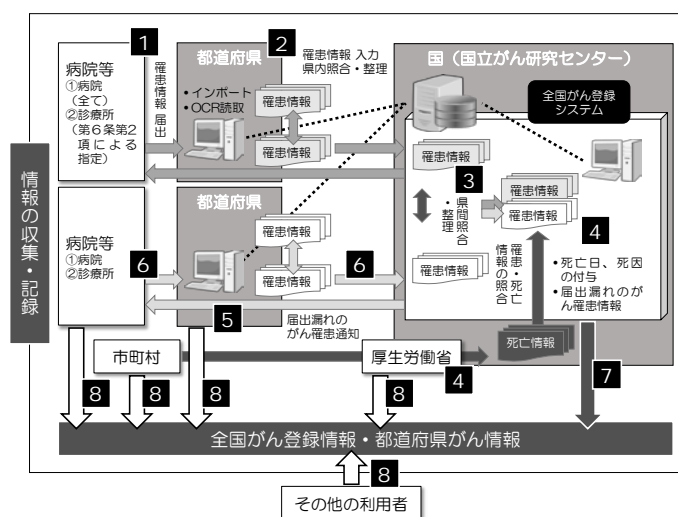 1
病院等
①病院
（全て）
②診療所
（第６条第２
項による
指定）
罹患情報 届出
都道府県
2
・インポート
・OCR読取
罹患情報 入力
県内照合・整理
罹患情報
罹患情報
国（国立がん研究センター）
全国がん登録
システム
罹患情報
3
・県間照合
・整理
罹患情報
罹患情報
罹患情報
4
罹患・死亡
情報の照合
・死亡日、死因
の付与
・届出漏れのが
ん罹患情報
情報の収集・記録
病院等
①病院
②診療所
6
都道府県
罹患情報
罹患情報
6
5
届出漏れの
がん罹患通知
市町村
厚生労働省
4
死亡情報
7
8
8
8
8
全国がん登録情報・都道府県がん情報
8
その他の利用者